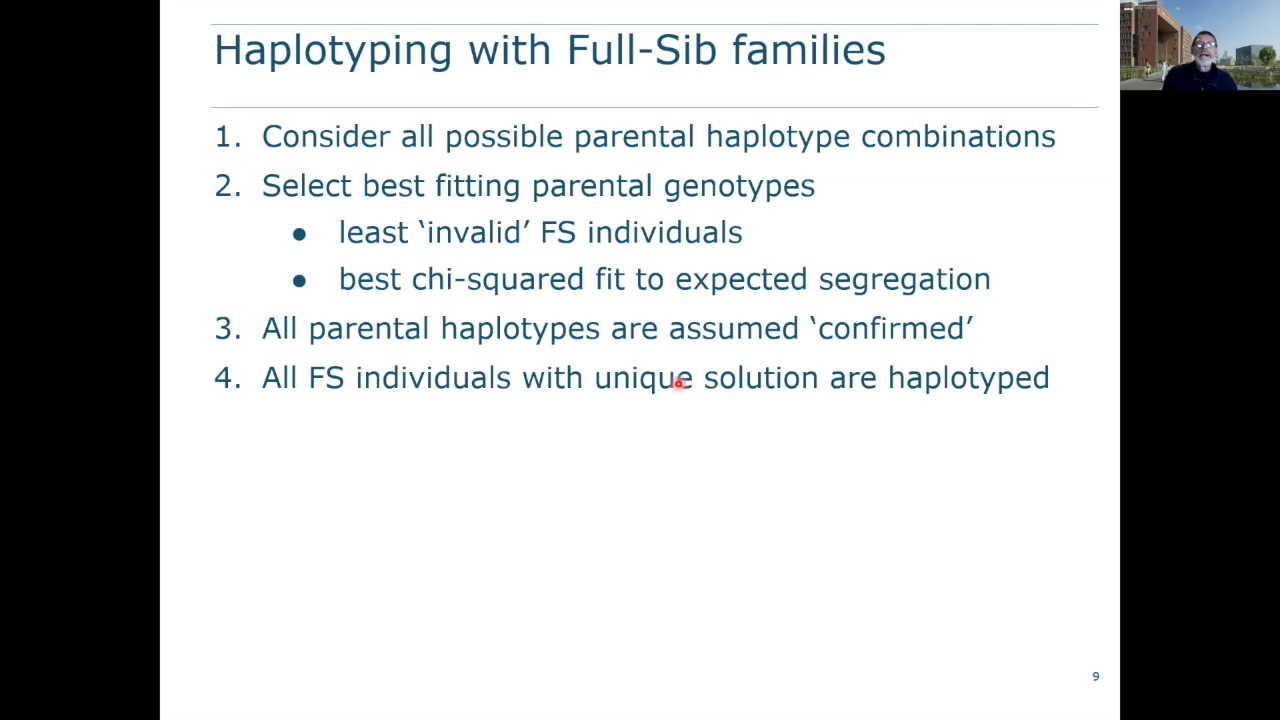 Haplotyping with Full-Sib families
1. Consider all possible parental haplotype combinations
2. Select best fitting parental genotypes
● least ‘invalid’ FS individuals
● best chi-squared fit to expected segregation
3. All parental haplotypes are assumed ‘confirmed’
4. All FS individuals with unique solution are haplotyped
9